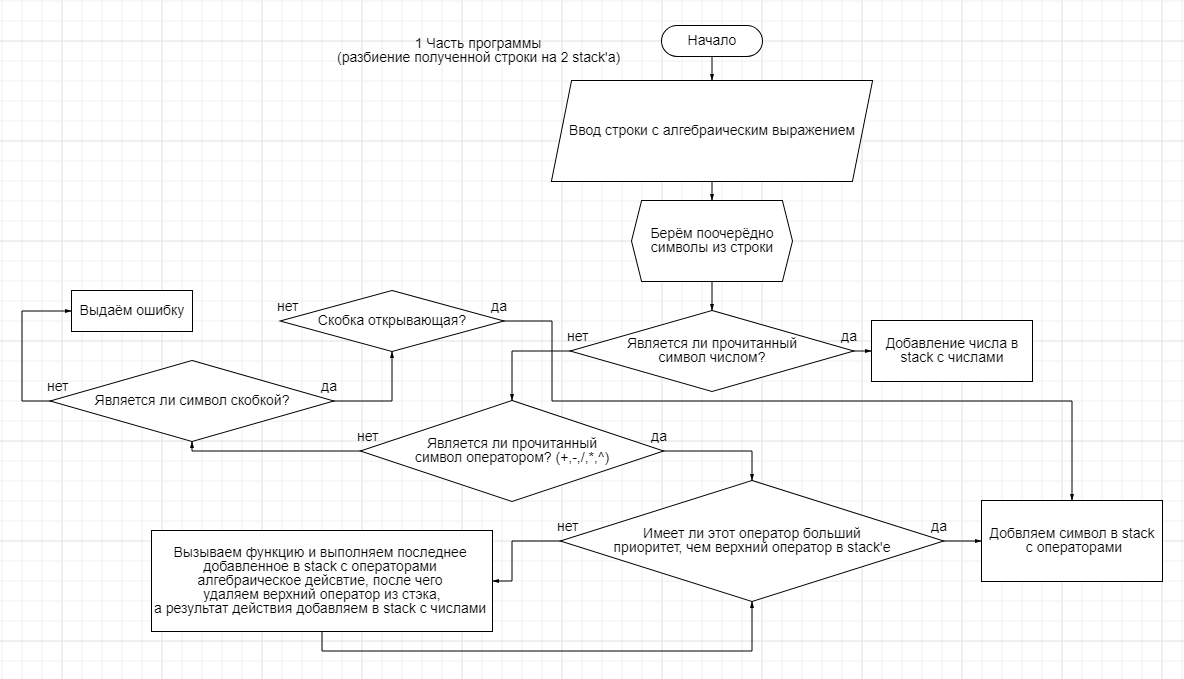 1 Часть программы
(разбиение полученной строки на 2 stack'а)
Начало
Ввод строки с алгебраическим выражением
Берём поочерёдно
символы из строки
Выдаём ошибку
нет
да
Скобка открывающая?
нет
да
Является ли прочитанный
символ числом?
Добавление числа в
stack с числами
нет
да
Является ли символ скобкой?
нет
да
Является ли прочитанный
символ оператором? (+,-,/,*,^)
нет
да
Имеет ли этот оператор больший
приоритет, чем верхний оператор в stack'е
Добвляем символ в stack
с операторами
Вызываем функцию и выполняем последнее
добавленное в stack с операторами
алгебраическое дейсвтие, после чего
удаляем верхний оператор из стэка,
а результат действия добавляем в stack с числами